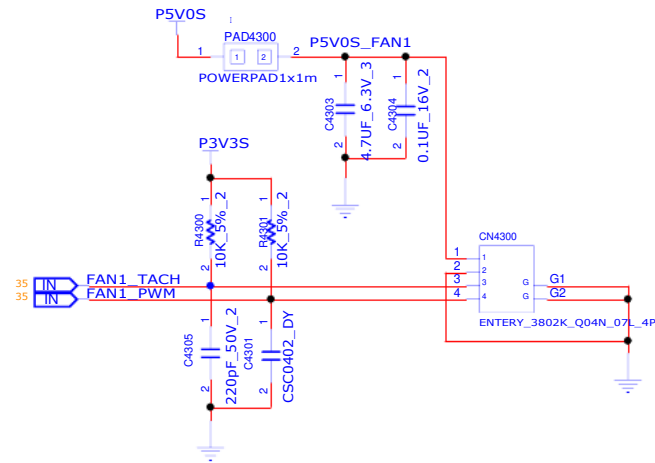 P5V0S
PAD4300
1
1
2
2
POWERPAD1x1m
P5V0S_FAN1
1
C4303
2
4.7UF_6.3V_3
1
C4304
2
0.1UF_16V_2
P3V3S
1
R4300
2
10K_5%_2
1
R4301
2
10K_5%_2
35
IN
FAN1_TACH
35
IN
FAN1_PWM
1
C4305
2
220pF_50V_2
1
C4301
2
CSC0402_DY
CN4300
1
1
2
2
3
3
G
G1
4
4
G
G2
ENTERY_3802K_Q04N_07L_4P